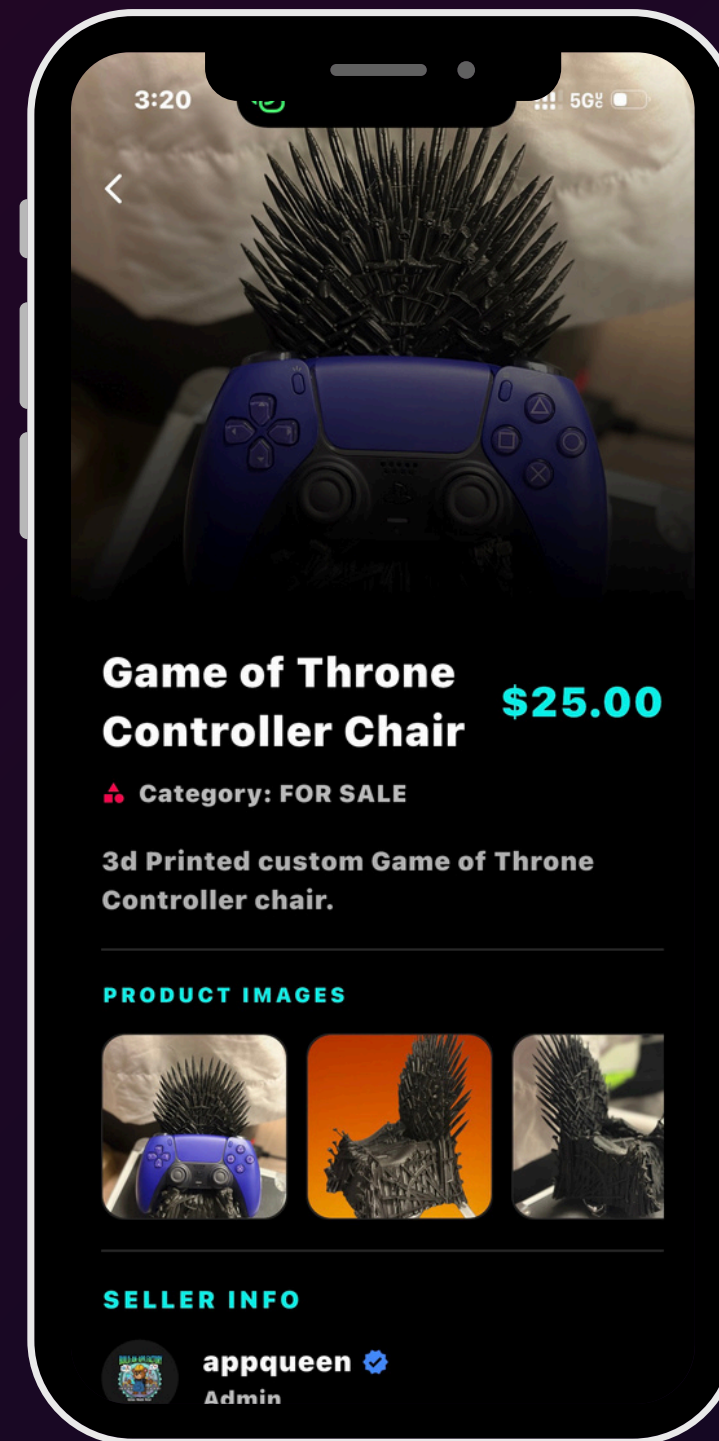 3:20
5G
Game of Throne
Controller Chair
$25.00
Category: FOR SALE
3d Printed custom Game of Throne
Controller chair.
PRODUCT IMAGES
SELLER INFO
appqueen
Admin